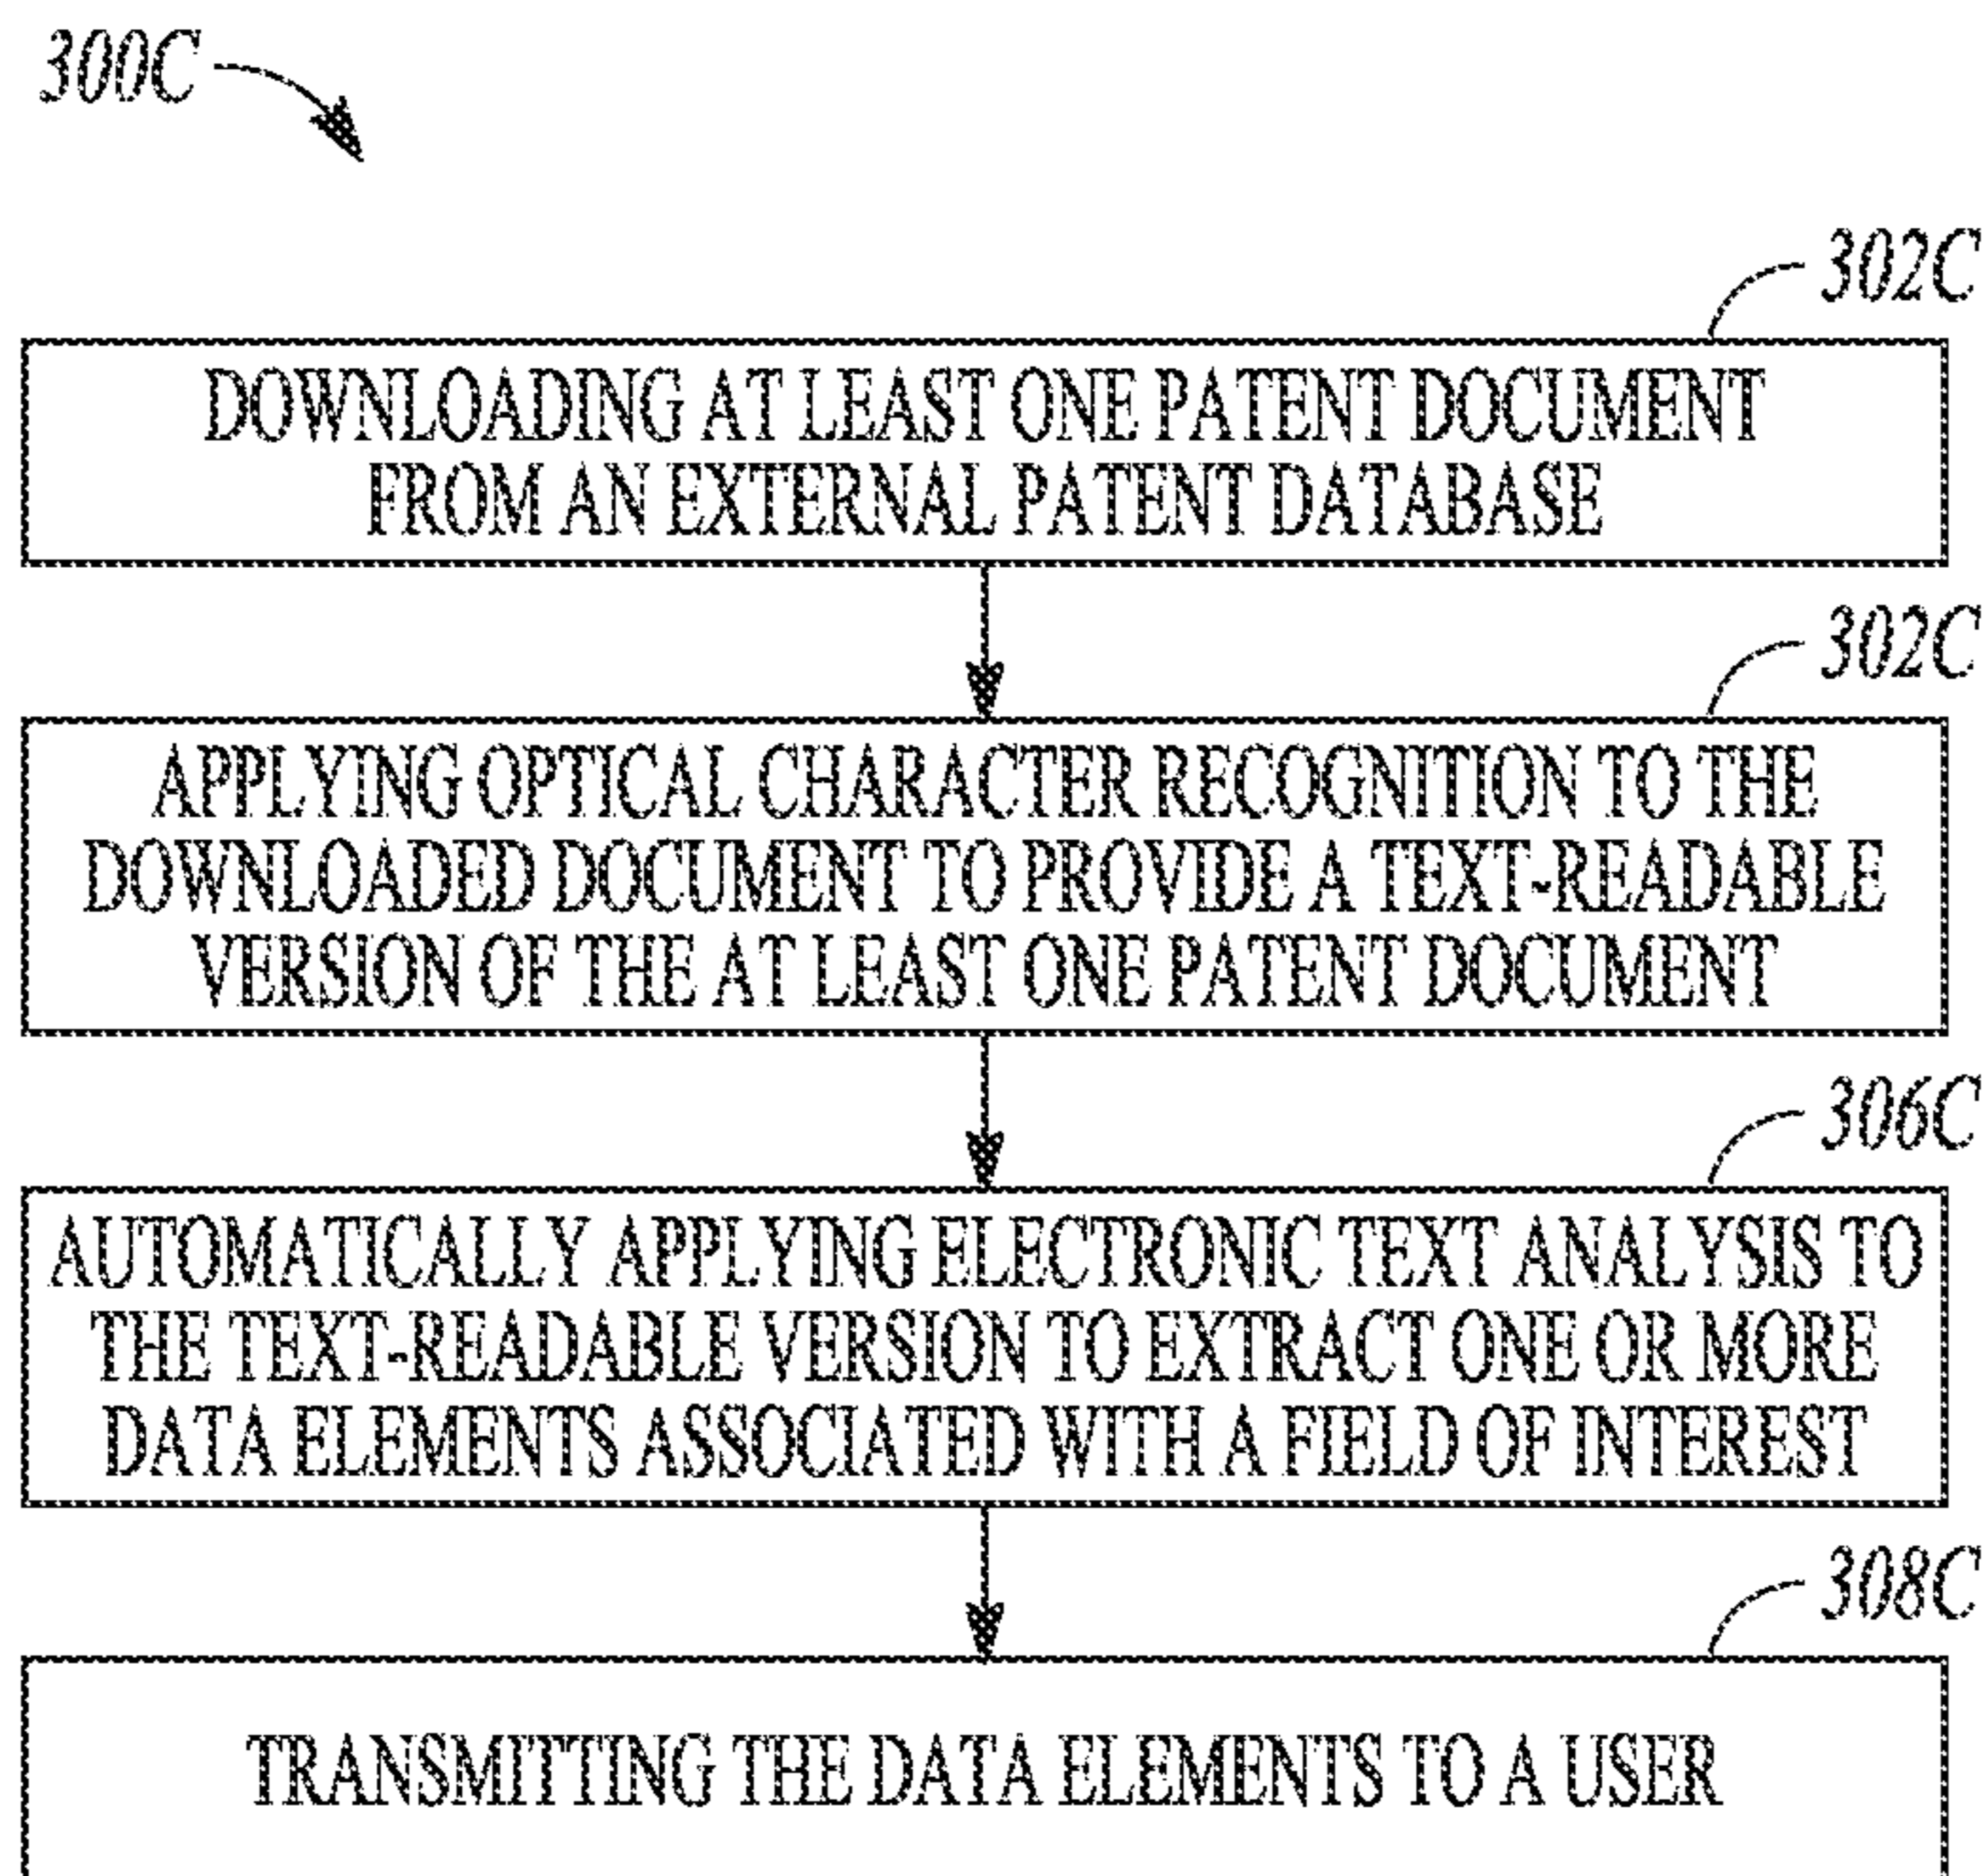 300C
302C
DOWNLOADING AT LEAST ONE PATENT DOCUMENT
FROM AN EXTERNAL PATENT DATABASE
302C
APPLYING OPTICAL CHARACTER RECOGNITION TO THE
DOWNLOADED DOCUMENT TO PROVIDE A TEXT-READABLE
VERSION OF THE AT LEAST ONE PATENT DOCUMENT
306C
AUTOMATICALLY APPLYING ELECTRONIC TEXT ANALYSIS TO
THE TEXT-READABLE VERSION TO EXTRACT ONE OR MORE
DATA ELEMENTS ASSOCIATED WITH A FIELD OF INTEREST
308C
TRANSMITTING THE DATA ELEMENTS TO A USER